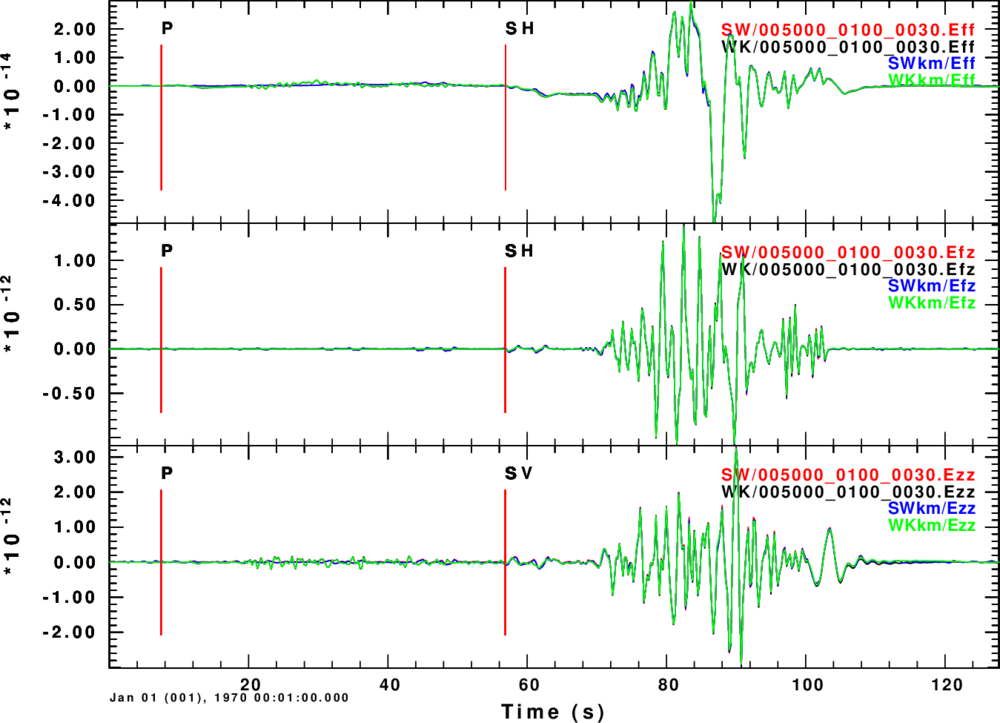 P
SH
SW/005000_0100_0030.Eff
WK/005000_0100_0030.Eff
SWkm/Eff
WKkm/Eff
2.00
1.00
0.00
-1.00
-2.00
-3.00
-4.00
*10 -14
P
SH
SW/005000_0100_0030.Efz
WK/005000_0100_0030.Efz
SWkm/Efz
WKkm/Efz
1.00
0.50
0.00
-0.50
*10 -12
P
SV
SW/005000_0100_0030.Ezz
WK/005000_0100_0030.Ezz
SWkm/Ezz
WKkm/Ezz
3.00
2.00
1.00
0.00
-1.00
-2.00
*10 -12
20 40 60 80 100 120
Jan 01 (001), 1970 00:01:00.000
Time (s)